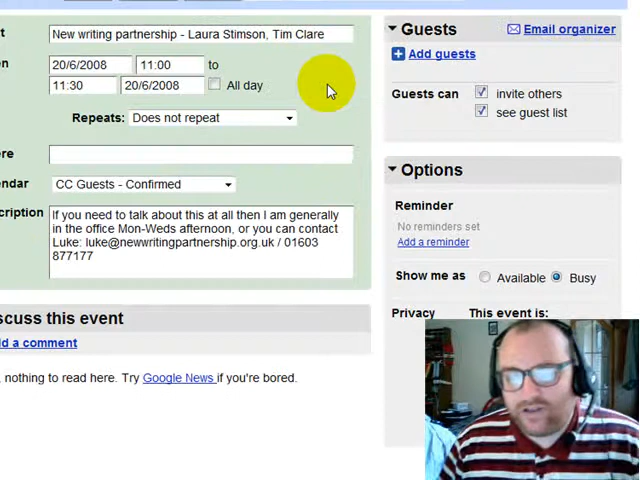 t New writing partnership - Laura Stimson, Tim Clare
en 20/6/2008 11:00 to
11:30 20/6/2008 All day
Repeats: Does not repeat
ere
endar CC Guests - Confirmed
escription If you need to talk about this at all then I am generally
in the office Mon-Weds afternoon, or you can contact
Luke: luke@newwritingpartnership.org.uk / 01603
877177
scuss this event
dd a comment
, nothing to read here. Try Google News if you're bored.
Guests Email organizer
Add guests
Guests can invite others
see guest list
Options
Reminder
No reminders set
Add a reminder
Show me as Available Busy
Privacy This event is: